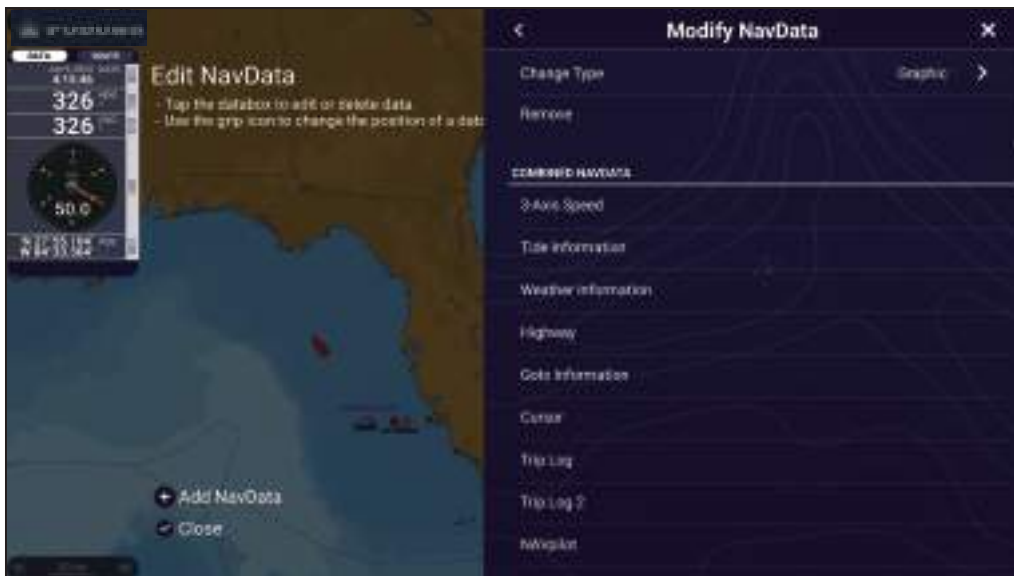 DATA
326
326
50.0
Edit NavData
- Tap the databox to edit or delete data
- Use the grip icon to change the position of a data
Add NavData
Close
Modify NavData
Change Type Graphic
Remove
COMBINED NAVDATA
3-Axis Speed
Tide information
Weather information
Highway
Goto Information
Cursor
Trip Log
Trip Log 2
NAVpilot